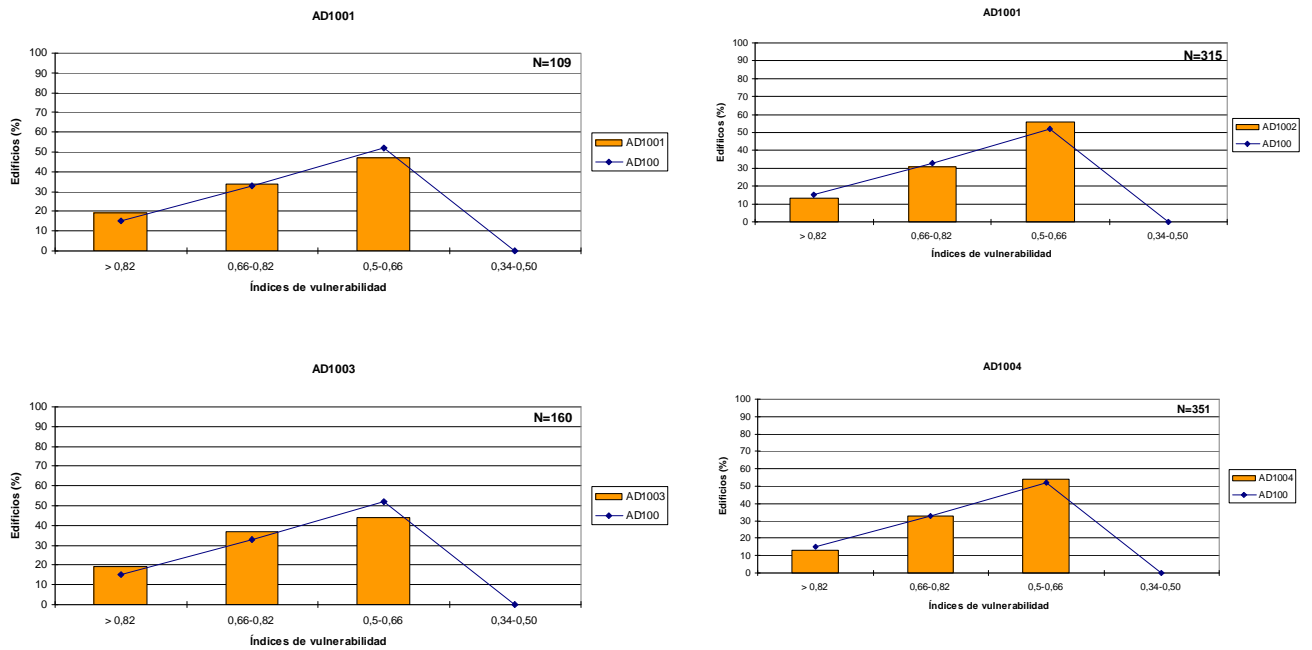 AD1001
100
90
80
70
60
50
40
30
20
10
0
Edificios (%)
N=109
> 0,82
0,66-0,82
0,5-0,66
0,34-0,50
Índices de vulnerabilidad
AD1001
AD100
AD1001
100
90
80
70
60
50
40
30
20
10
0
Edifiicos (%)
N=315
> 0,82
0,66-0,82
0,5-0,66
0,34-0,50
Índices de vulnerabilidad
AD1002
AD100
AD1003
100
90
80
70
60
50
40
30
20
10
0
Edificios (%)
N=160
> 0,82
0,66-0,82
0,5-0,66
0,34-0,50
Índices de vulnerabilidad
AD1003
AD100
AD1004
100
90
80
70
60
50
40
30
20
10
0
Edificios (%)
N=351
> 0,82
0,66-0,82
0,5-0,66
0,34-0,50
Índices de vulnerabilidad
AD1004
AD100